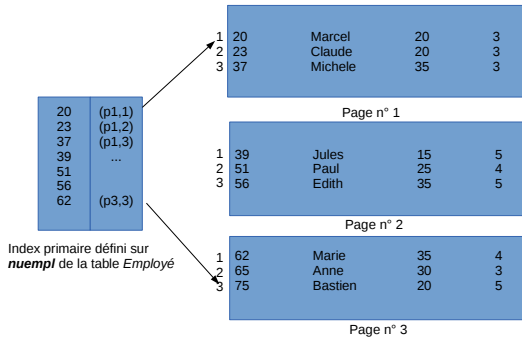 1 20 Marcel 20 3
2 23 Claude 20 3
3 37 Michele 35 3
Page n° 1
20 (p1,1)
23 (p1,2)
37 (p1,3)
39 ...
51
56
62 (p3,3)
Index primaire défini sur
nuempl de la table Employé
1 39 Jules 15 5
2 51 Paul 25 4
3 56 Edith 35 5
Page n° 2
1 62 Marie 35 4
2 65 Anne 30 3
3 75 Bastien 20 5
Page n° 3